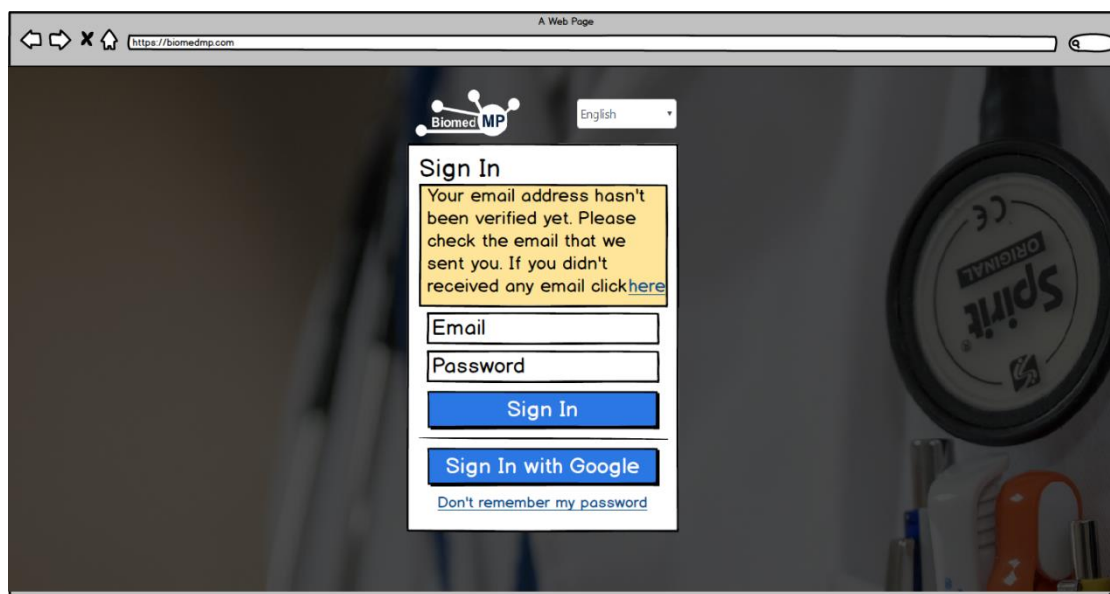 A Web Page
https://biomedmp.com
Biomed MP
English
Sign In
Your email address hasn't
been verified yet. Please
check the email that we
sent you. If you didn't
received any email click here
Email
Password
Sign In
Sign In with Google
Don't remember my password
CE
ORIGINAL
Spirit®